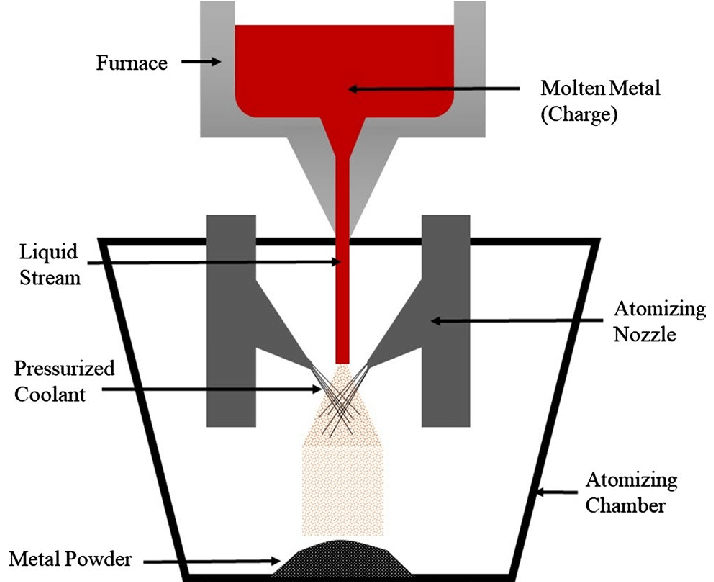 Furnace
Molten Metal
(Charge)
Liquid
Stream
Atomizing
Nozzle
Pressurized
Coolant
Atomizing
Chamber
Metal Powder